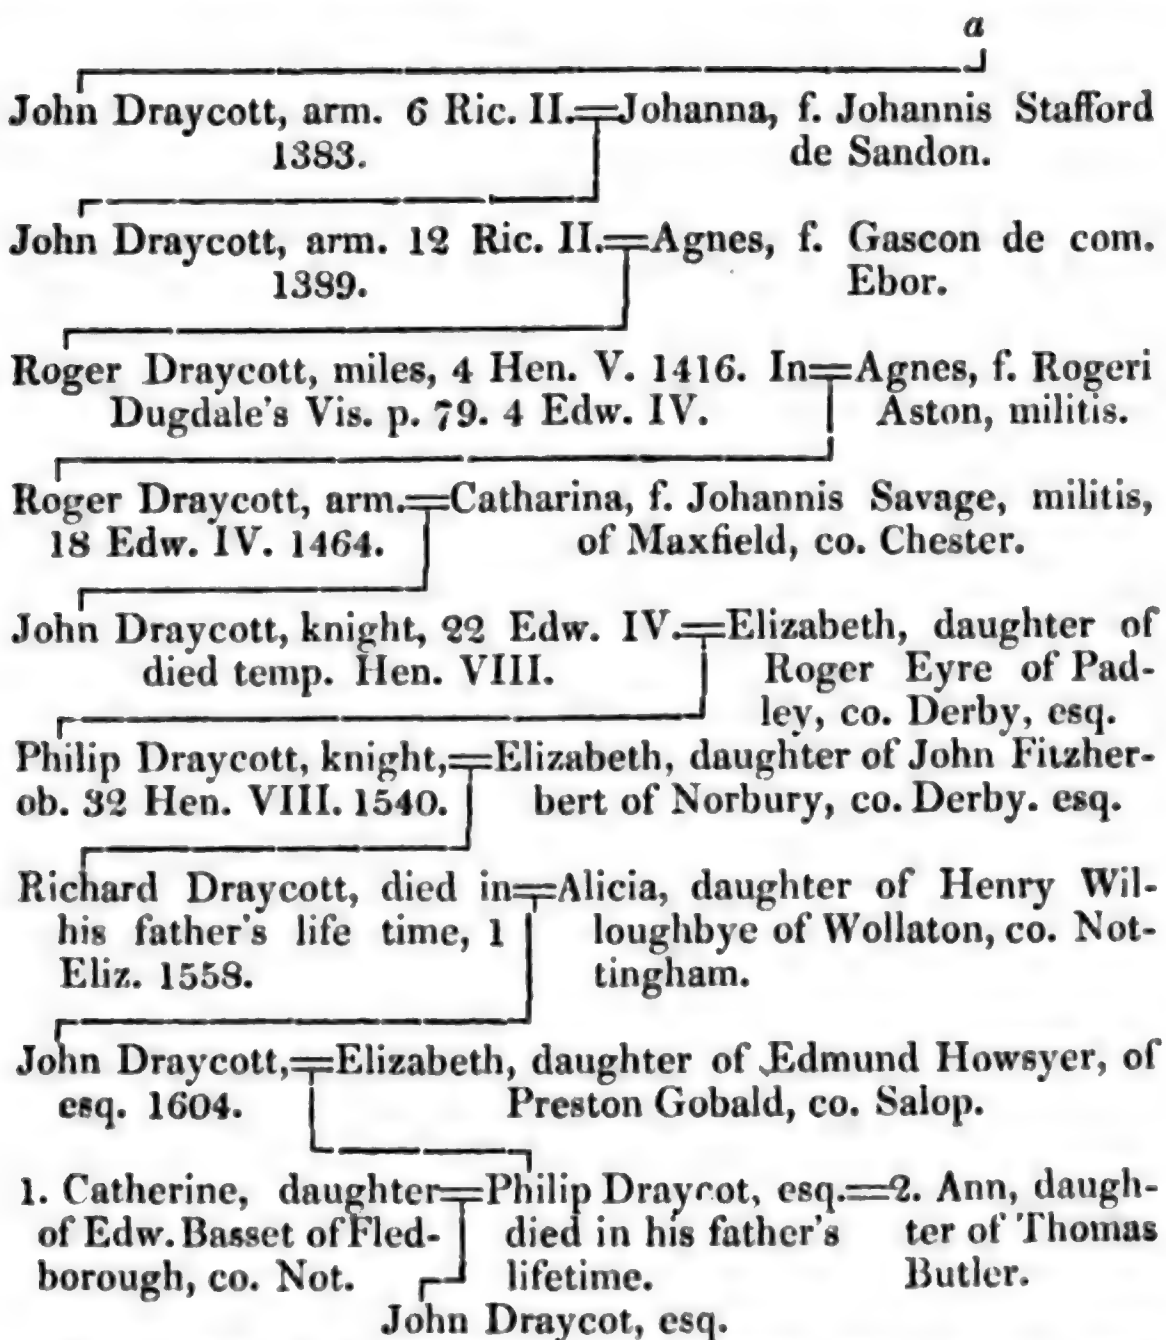 a
John Draycott, arm. 6 Ric. II.=Johanna, f. Johannis Stafford
1383. de Sandon.
John Draycott, arm. 12 Ric. II.=Agnes, f. Gascon de com.
1389. Ebor.
Roger Draycott, miles, 4 Hen. V. 1416. In=Agnes, f. Rogeri
Dugdale's Vis. p. 79. 4 Edw. IV. Aston, militis.
Roger Draycott, arm.=Catharina, f. Johannis Savage, militis,
18 Edw. IV. 1464. of Maxfield, co. Chester.
John Draycott, knight, 22 Edw. IV.=Elizabeth, daughter of
died temp. Hen. VIII. Roger Eyre of Pad-
ley, co. Derby, esq.
Philip Draycott, knight,=Elizabeth, daughter of John Fitzher-
ob. 32 Hen. VIII. 1540. bert of Norbury, co. Derby. esq.
Richard Draycott, died in=Alicia, daughter of Henry Wil-
his father's life time, 1 loughbye of Wollaton, co. Not-
Eliz. 1558. tingham.
John Draycott,=Elizabeth, daughter of Edmund Howsyer, of
esq. 1604. Preston Gobald, co. Salop.
1. Catherine, daughter=Philip Draycot, esq.=2. Ann, daugh-
of Edw. Basset of Fled- died in his father's ter of Thomas
borough, co. Not. lifetime. Butler.
John Draycot, esq.